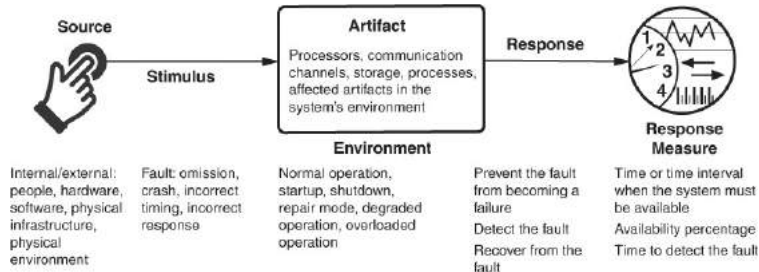 Source
Stimulus
Artifact
Processors, communication
channels, storage, processes,
affected artifacts in the
system's environment
Environment
Response
1
2
3
4
Response
Measure
Internal/external:
people, hardware,
software, physical
infrastructure,
physical
environment
Fault: omission,
crash, incorrect
timing, incorrect
response
Normal operation,
startup, shutdown,
repair mode, degraded
operation, overloaded
operation
Prevent the fault
from becoming a
failure
Detect the fault
Recover from the
fault
Time or time interval
when the system must
be available
Availability percentage
Time to detect the fault